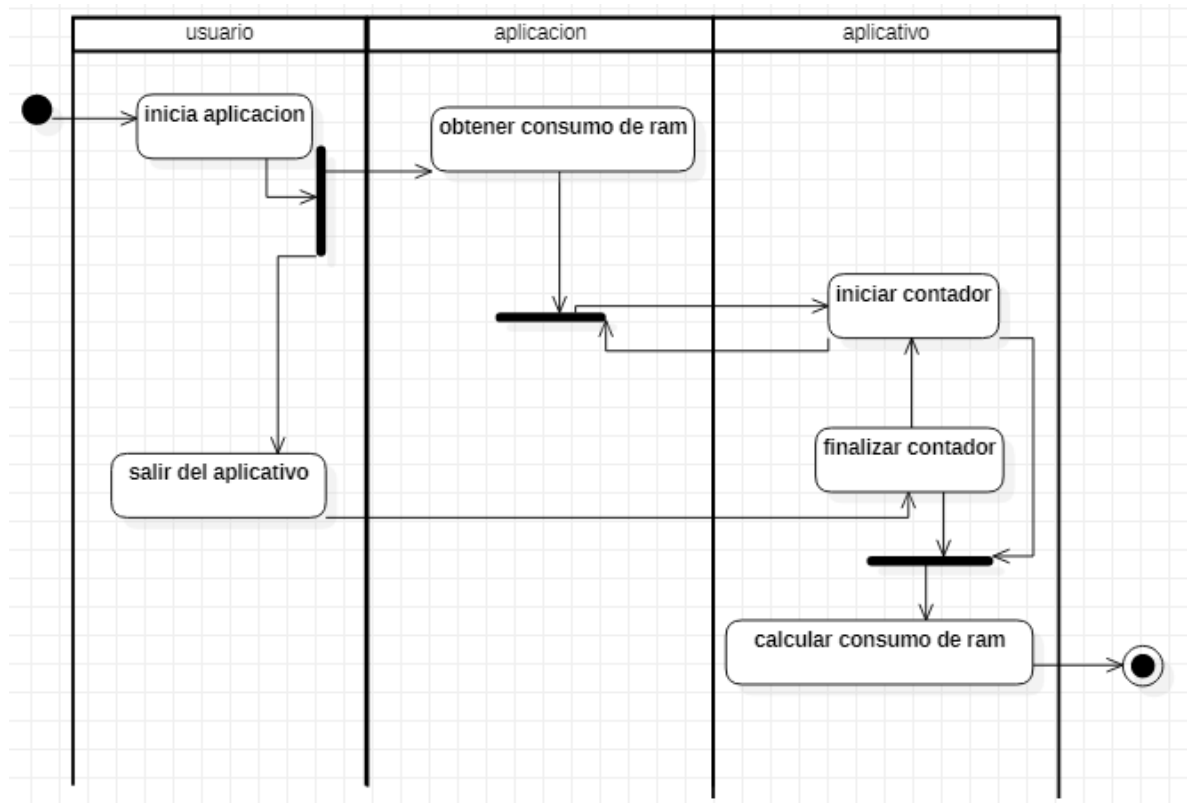 usuario
aplicacion
aplicativo
inicia aplicacion
obtener consumo de ram
iniciar contador
finalizar contador
salir del aplicativo
calcular consumo de ram